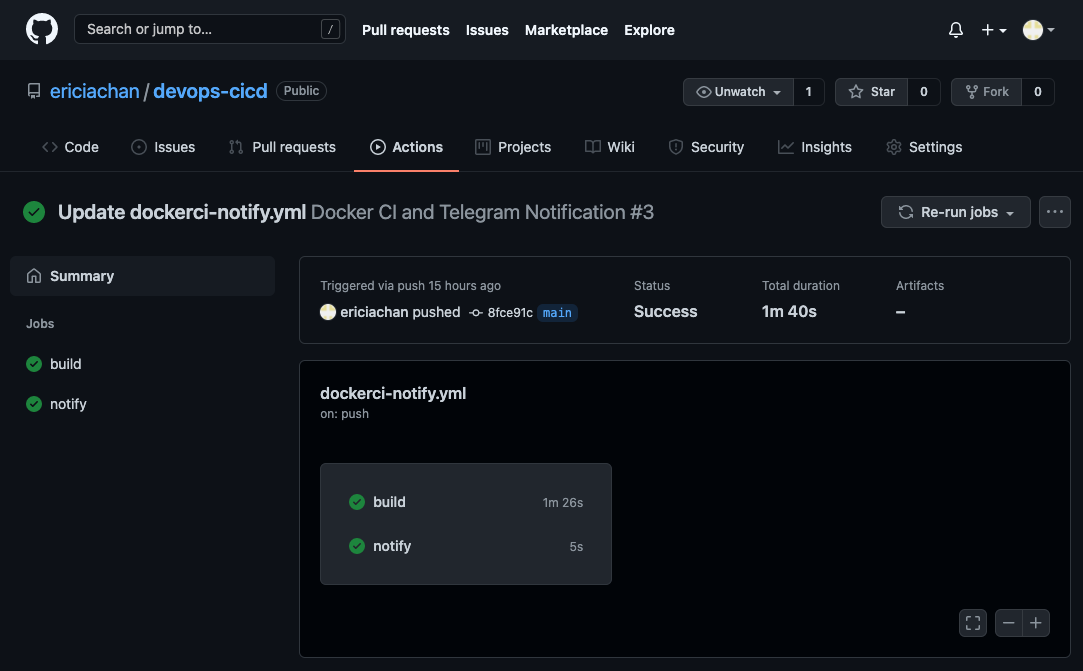 Search or jump to... /
Pull requests Issues Marketplace Explore
ericiachan / devops-cicd Public
Unwatch 1 Star 0 Fork 0
Code Issues Pull requests Actions Projects Wiki Security Insights Settings
Update dockerci-notify.yml Docker CI and Telegram Notification #3
Re-run jobs
Summary
Jobs
build
notify
Triggered via push 15 hours ago
ericiachan pushed 8fce91c main
Status
Success
Total duration
1m 40s
Artifacts
–
dockerci-notify.yml
on: push
build 1m 26s
notify 5s